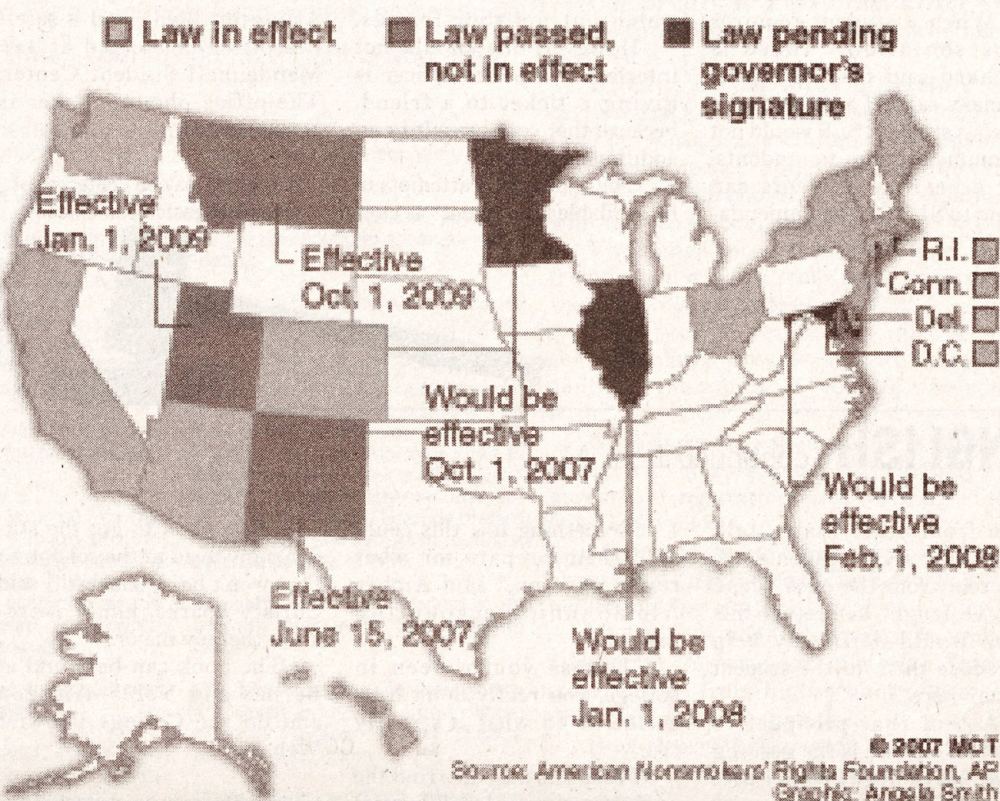 Law in effect
Law passed,
not in effect
Law pending
governor's
signature
Effective
Jan. 1, 2009
Effective
Oct. 1, 2009
R.I.
Conn.
Del.
D.C.
Would be
effective
Oct. 1, 2007
Would be
effective
Feb. 1, 2008
Effective
June 15, 2007
Would be
effective
Jan. 1, 2008
© 2007 MCT
Source: American Nonsmokers' Rights Foundation, AP
Graphic: Angela Smith